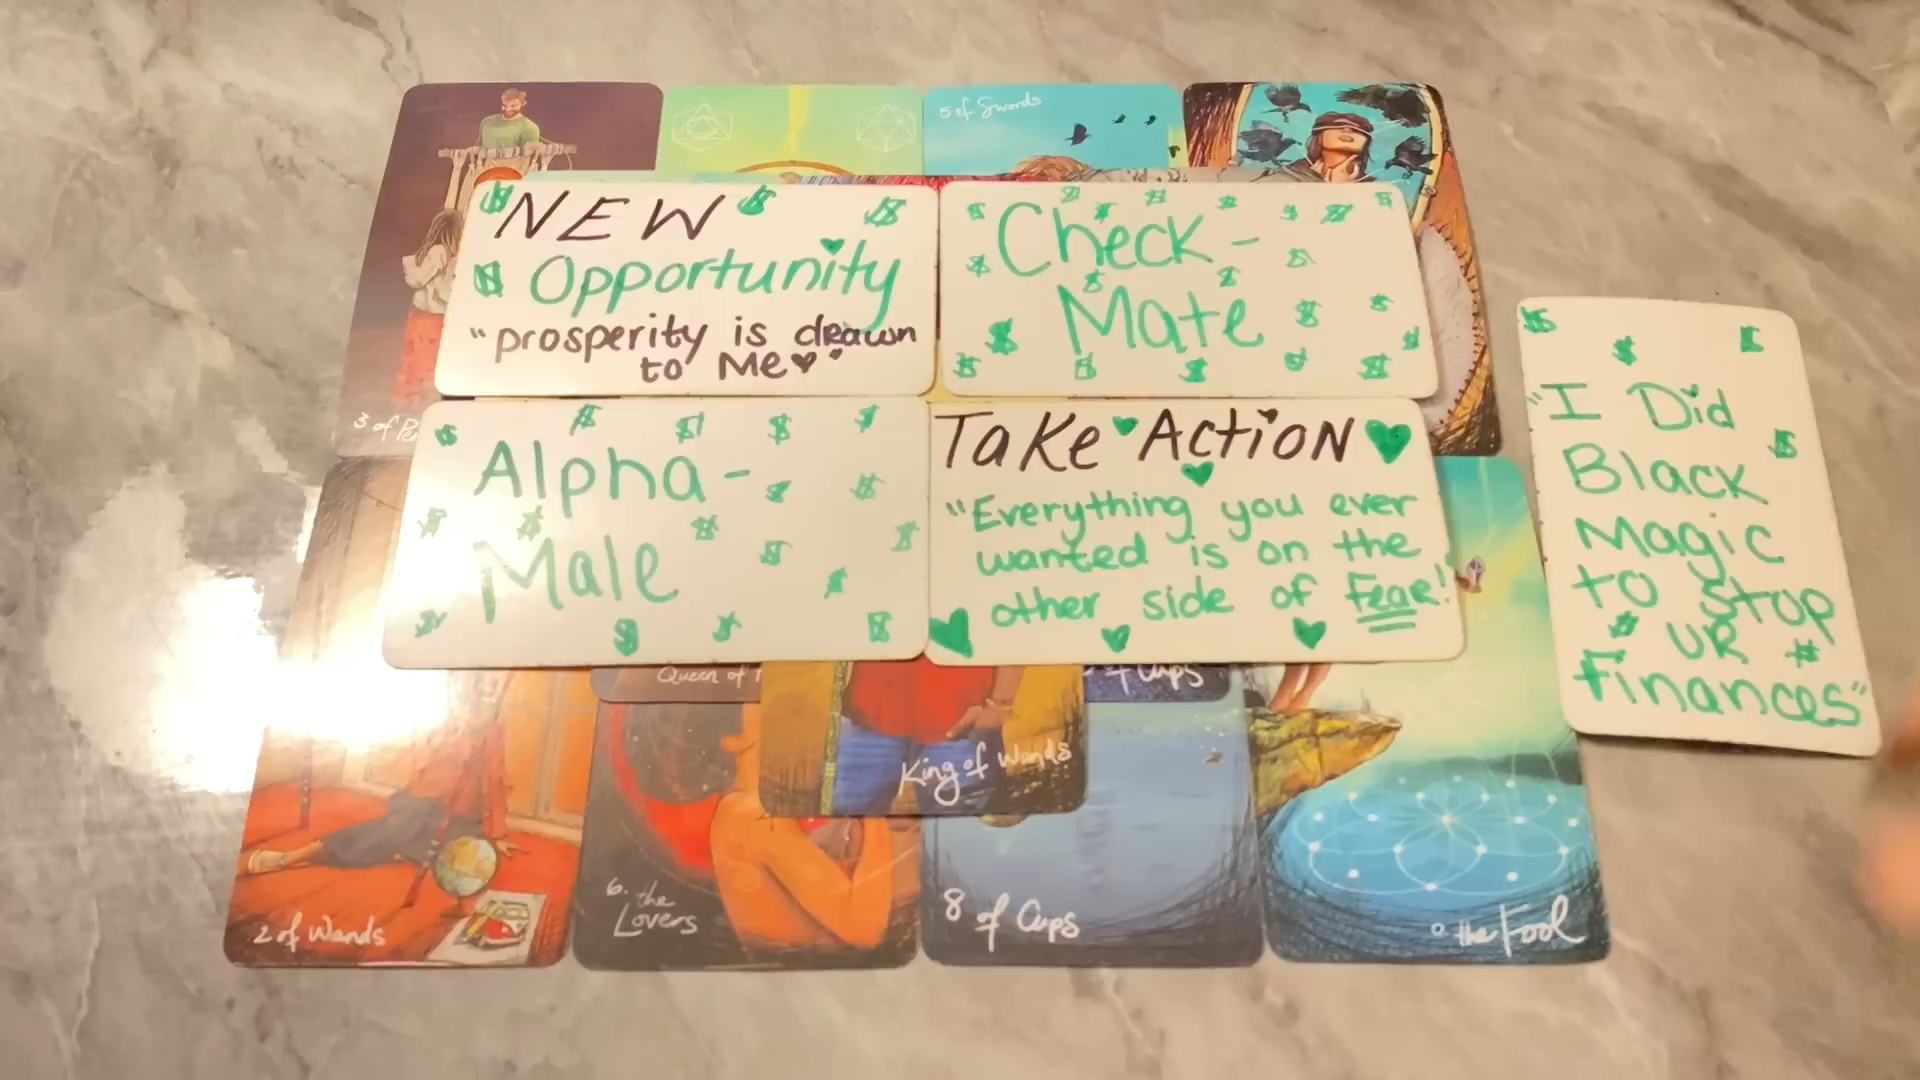 5 of Swords
NEW
Opportunity
"prosperity is drawn
to Me"
Check-
Mate
3 of
Alpha-
Male
TAKE ACTION
"Everything you ever
wanted is on the
other side of Fear!
"I Did
Black
Magic
to Stop
UR
Finances"
Queen of
of Cups
King of Wands
2 of Wands
6. the
Lovers
8 of Cups
0 the Fool